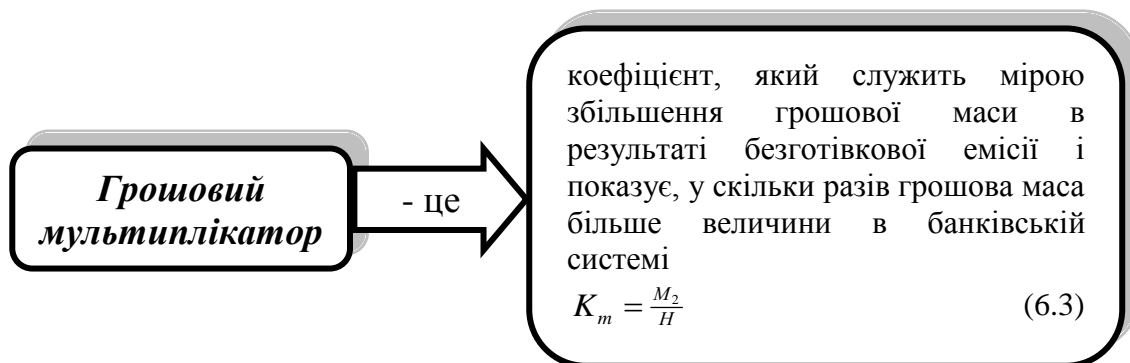 Грошовий
мультиплікатор
- це
коефіцієнт, який служить мірою
збільшення грошової маси в
результаті безготівкової емісії і
показує, у скільки разів грошова маса
більше величини в банківській
системі
K_m = M_2/H (6.3)